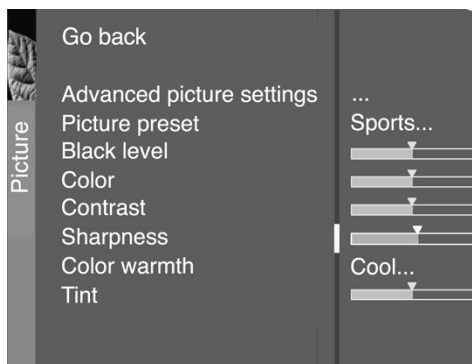 Go back
Advanced picture settings ...
Picture preset Sports...
Black level
Color
Contrast
Sharpness
Color warmth Cool...
Tint
Picture